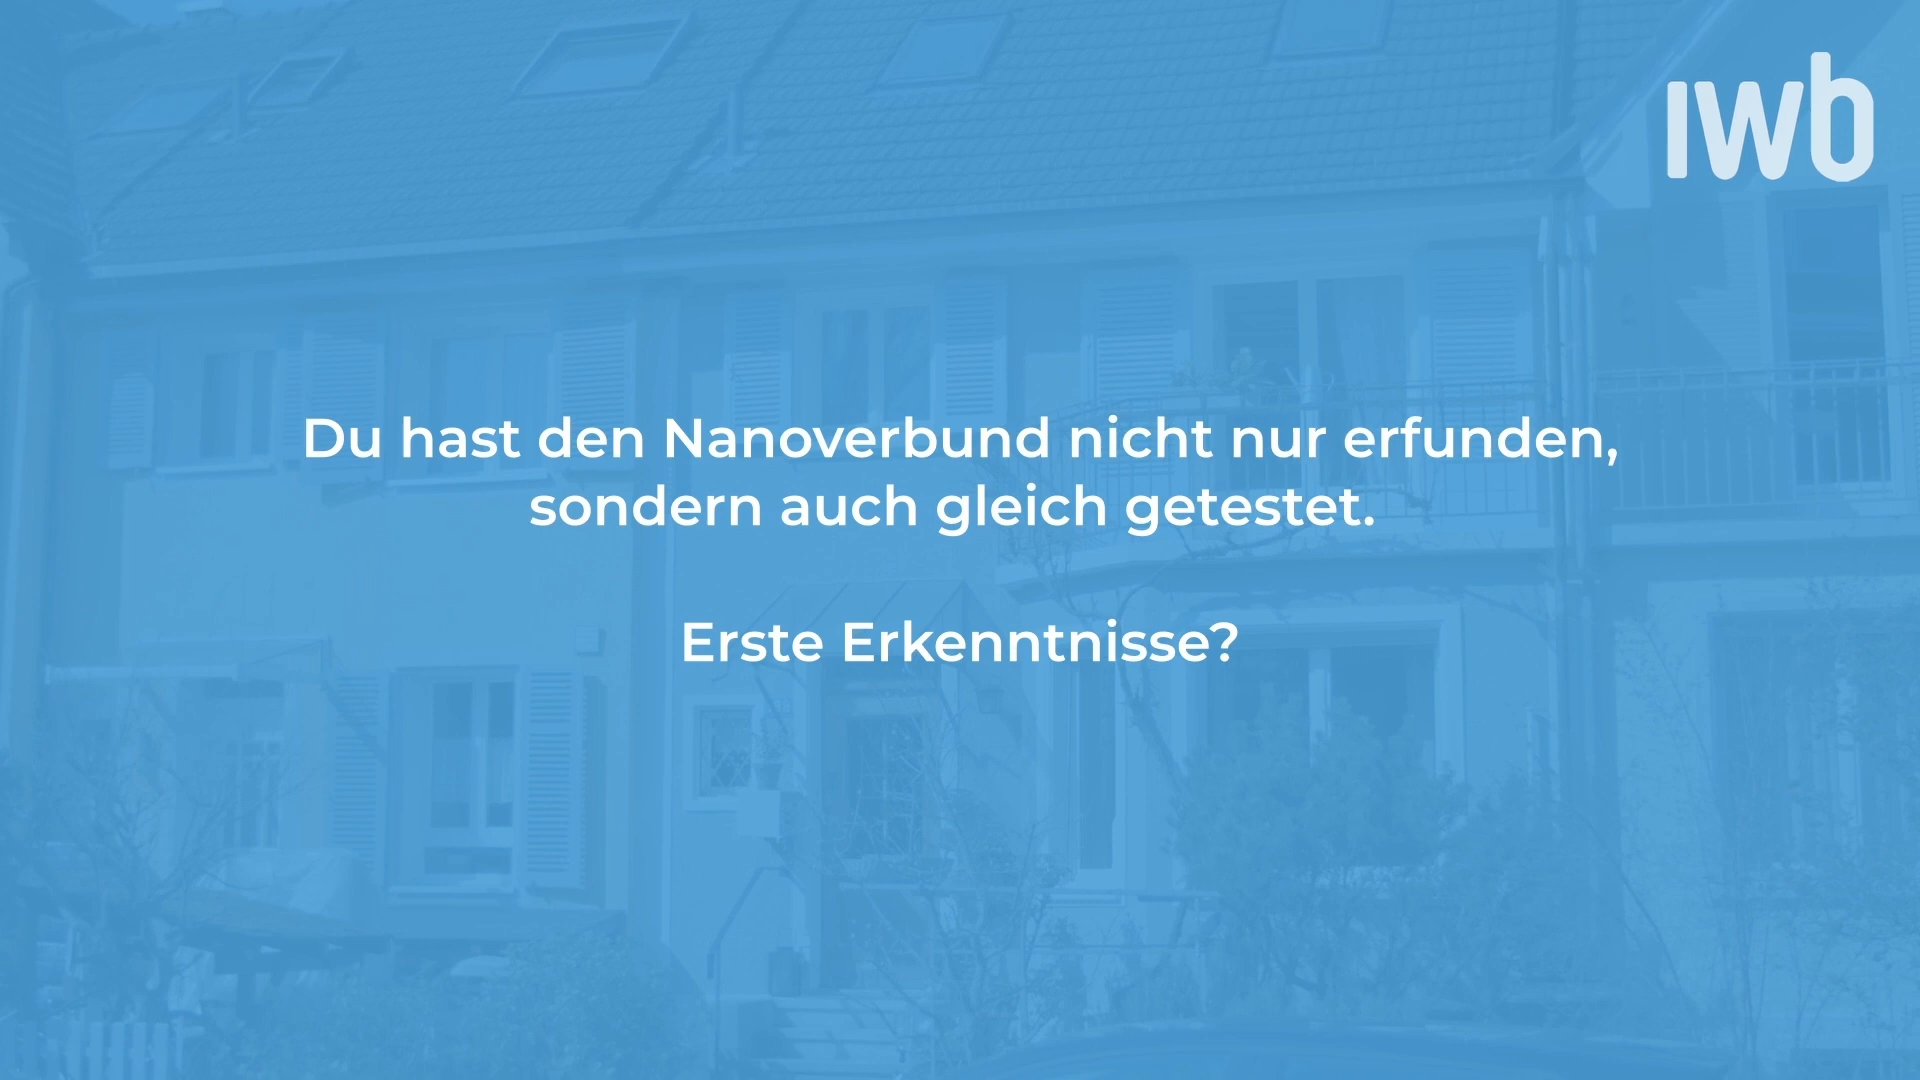 iwb
Du hast den Nanoverbund nicht nur erfunden,
sondern auch gleich getestet.
Erste Erkenntnisse?